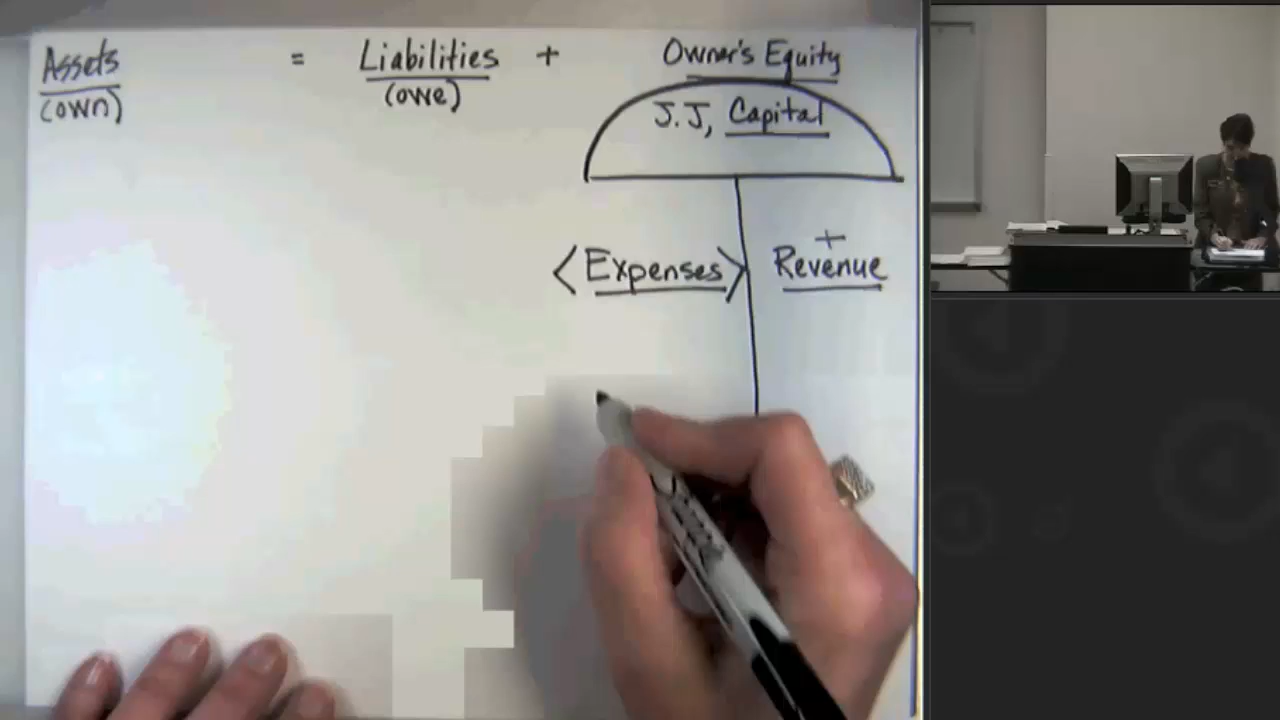 Assets = Liabilities + Owner's Equity
(own) (owe)
J.J, Capital
+
<Expenses> Revenue